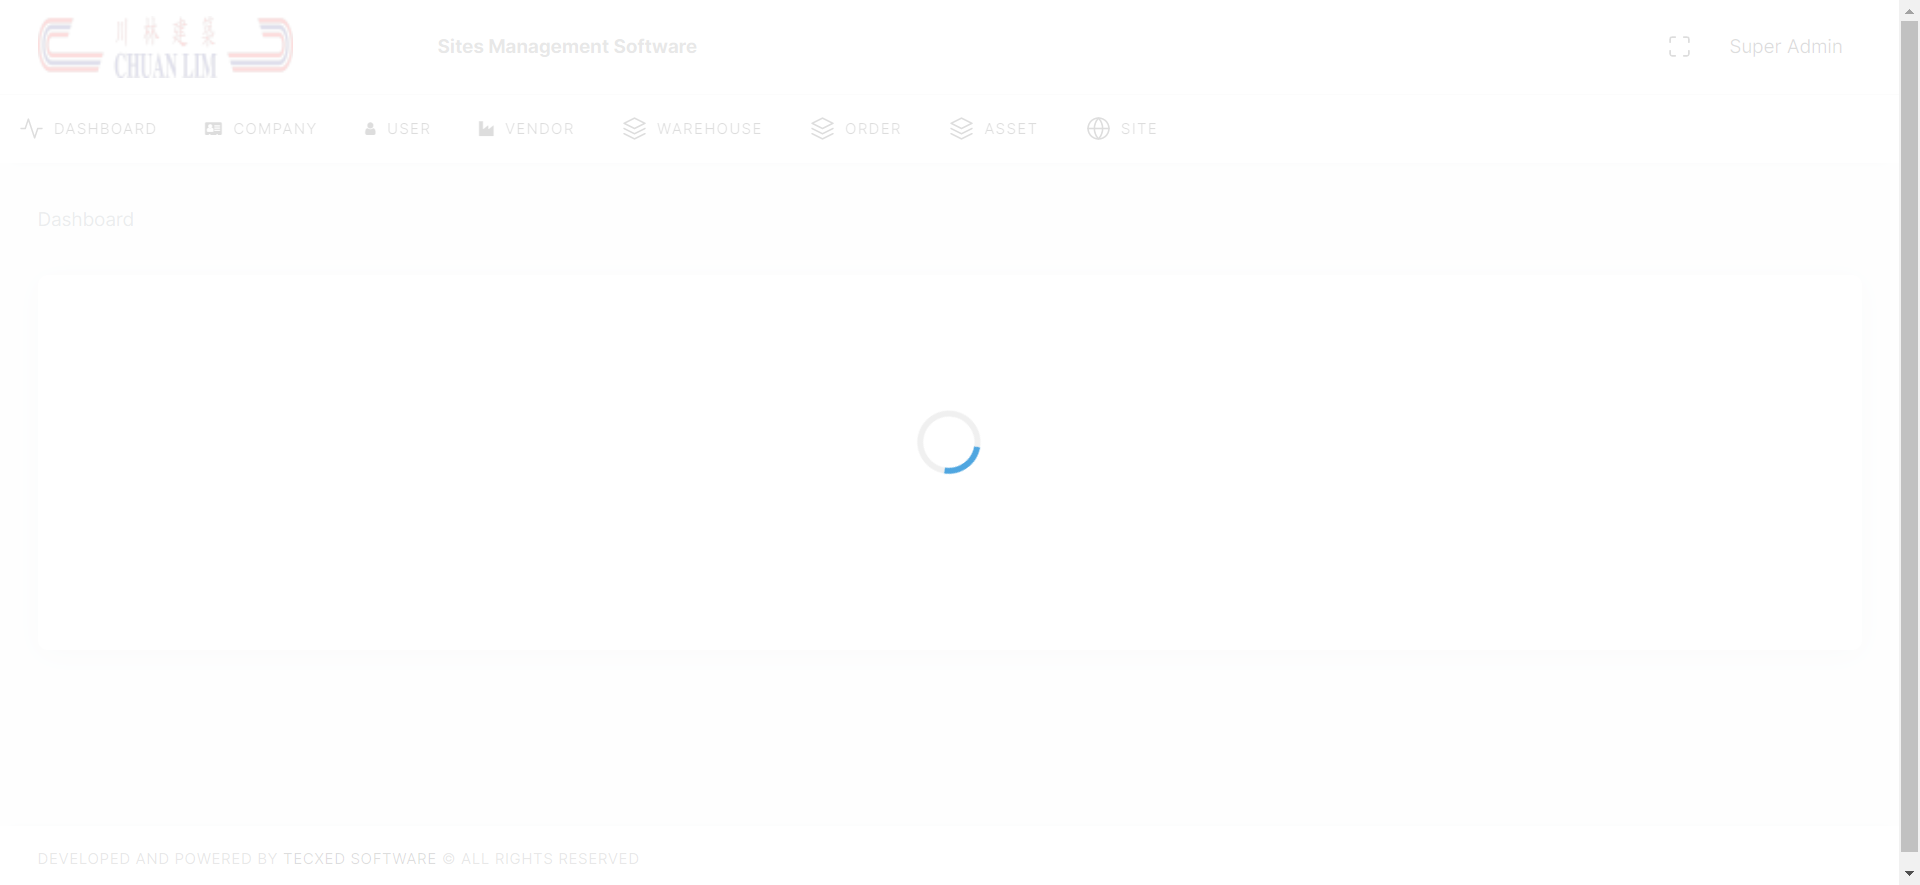 川林建築
CHUAN LIM
Sites Management Software
Super Admin
DASHBOARD
COMPANY
USER
VENDOR
WAREHOUSE
ORDER
ASSET
SITE
Dashboard
DEVELOPED AND POWERED BY TECXED SOFTWARE © ALL RIGHTS RESERVED